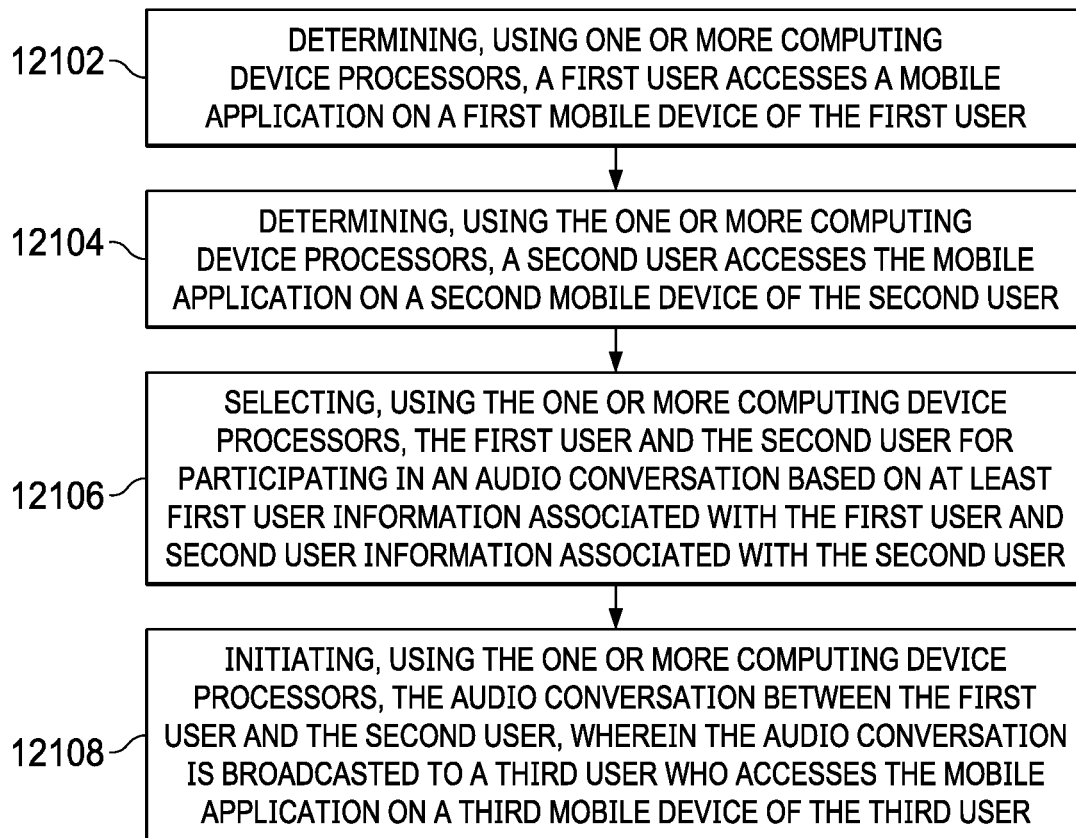 12102
DETERMINING, USING ONE OR MORE COMPUTING
DEVICE PROCESSORS, A FIRST USER ACCESSES A MOBILE
APPLICATION ON A FIRST MOBILE DEVICE OF THE FIRST USER
12104
DETERMINING, USING THE ONE OR MORE COMPUTING
DEVICE PROCESSORS, A SECOND USER ACCESSES THE MOBILE
APPLICATION ON A SECOND MOBILE DEVICE OF THE SECOND USER
12106
SELECTING, USING THE ONE OR MORE COMPUTING DEVICE
PROCESSORS, THE FIRST USER AND THE SECOND USER FOR
PARTICIPATING IN AN AUDIO CONVERSATION BASED ON AT LEAST
FIRST USER INFORMATION ASSOCIATED WITH THE FIRST USER AND
SECOND USER INFORMATION ASSOCIATED WITH THE SECOND USER
12108
INITIATING, USING THE ONE OR MORE COMPUTING DEVICE
PROCESSORS, THE AUDIO CONVERSATION BETWEEN THE FIRST
USER AND THE SECOND USER, WHEREIN THE AUDIO CONVERSATION
IS BROADCASTED TO A THIRD USER WHO ACCESSES THE MOBILE
APPLICATION ON A THIRD MOBILE DEVICE OF THE THIRD USER